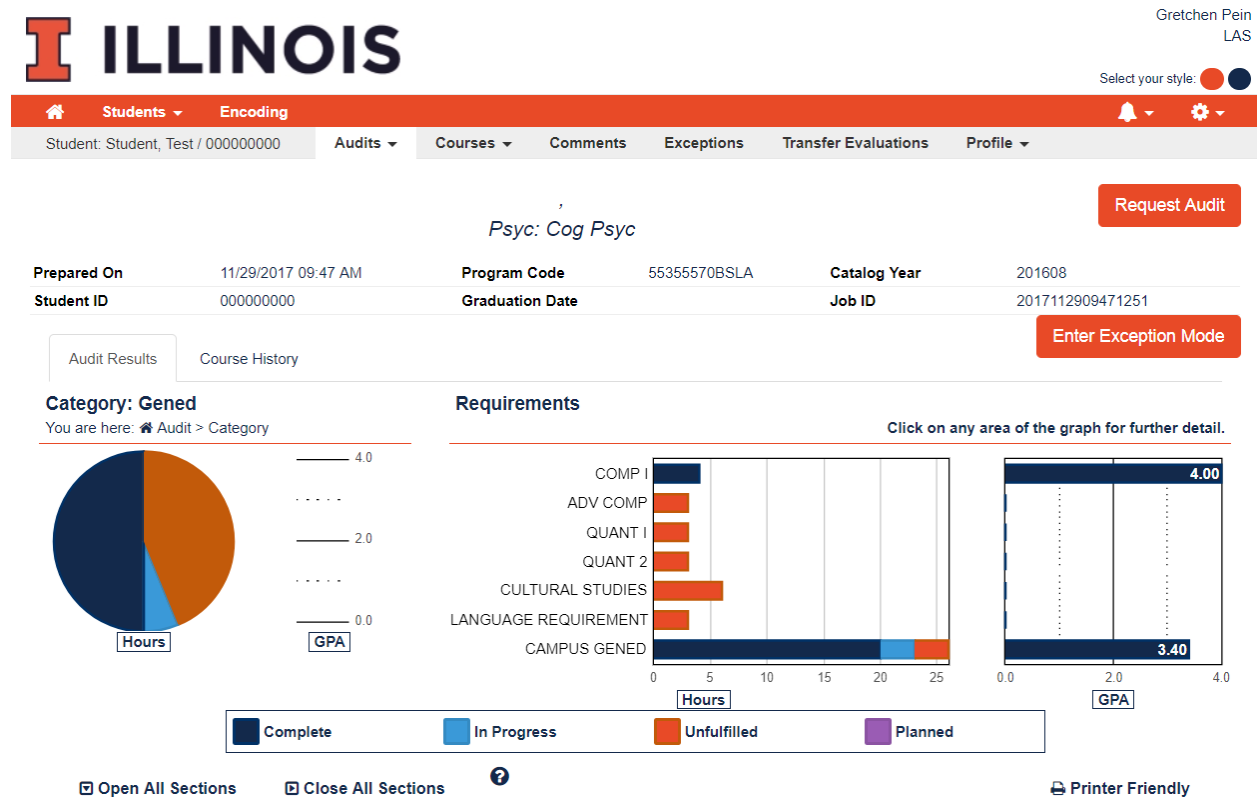 Gretchen Pein
ILLINOIS
LAS
Select your style:
Students Encoding
Student: Student, Test / 000000000 Audits Courses Comments Exceptions Transfer Evaluations Profile
Request Audit
,
Psyc: Cog Psyc
Prepared On 11/29/2017 09:47 AM Program Code 55355570BSLA Catalog Year 201608
Student ID 000000000 Graduation Date Job ID 2017112909471251
Enter Exception Mode
Audit Results Course History
Category: Gened Requirements
You are here: Audit > Category Click on any area of the graph for further detail.
4.0
2.0
0.0
Hours GPA
COMP I 4.00
ADV COMP
QUANT I
QUANT 2
CULTURAL STUDIES
LANGUAGE REQUIREMENT
CAMPUS GENED 3.40
0 5 10 15 20 25 0.0 2.0 4.0
Hours GPA
Complete In Progress Unfulfilled Planned
Open All Sections Close All Sections ? Printer Friendly